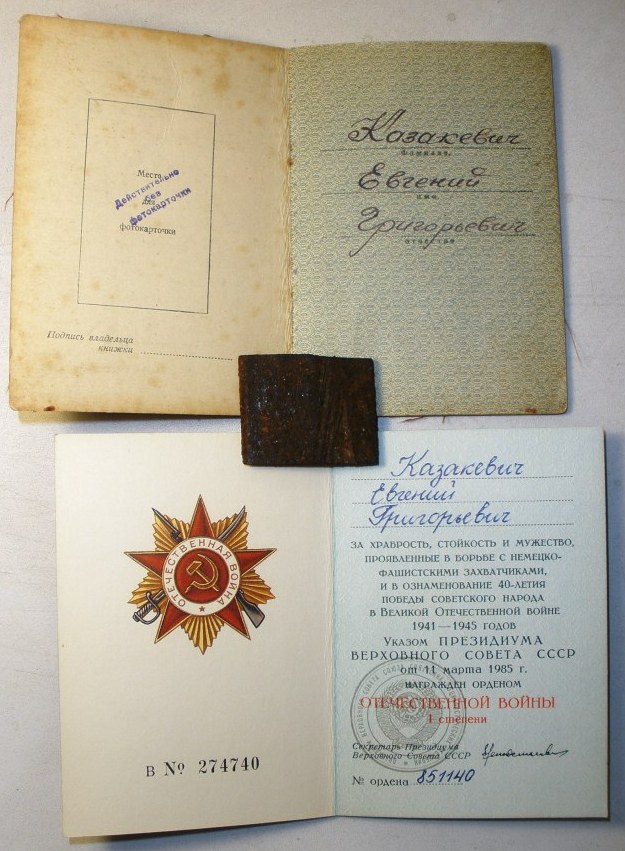 Место
для
фотокарточки
Действительно
без
фотокарточки
Подпись владельца
книжки
Козакевич
фамилия
Евгений
имя
Григорьевич
отчество
ОТЕЧЕСТВЕННАЯ ВОЙНА
В № 274740
Казакевич
Евгений
Григорьевич
ЗА ХРАБРОСТЬ, СТОЙКОСТЬ И МУЖЕСТВО,
ПРОЯВЛЕННЫЕ В БОРЬБЕ С НЕМЕЦКО-
ФАШИСТСКИМИ ЗАХВАТЧИКАМИ,
И В ОЗНАМЕНОВАНИЕ 40-ЛЕТИЯ
ПОБЕДЫ СОВЕТСКОГО НАРОДА
В ВЕЛИКОЙ ОТЕЧЕСТВЕННОЙ ВОЙНЕ
1941—1945 ГОДОВ
УКАЗОМ ПРЕЗИДИУМА
ВЕРХОВНОГО СОВЕТА СССР
от 11 марта 1985 г.
НАГРАЖДЕН ОРДЕНОМ
ОТЕЧЕСТВЕННОЙ ВОЙНЫ
I степени
Секретарь Президиума
Верховного Совета СССР
№ ордена 851140